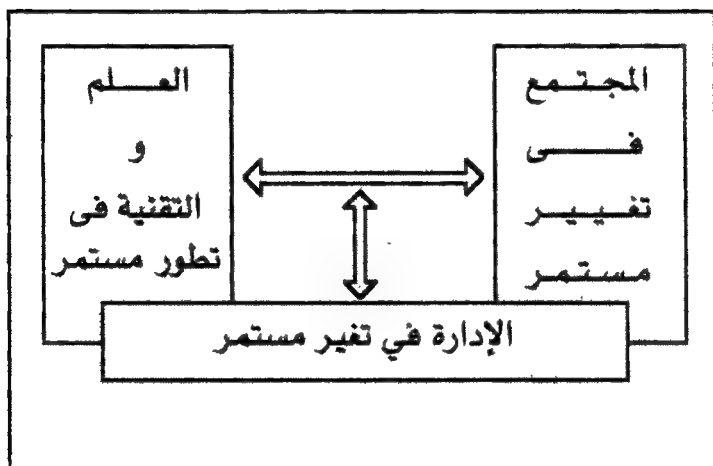 المجتمع
فى
تغيير
مستمر
العلم
و
التقنية فى
تطور مستمر
الإدارة في تغير مستمر